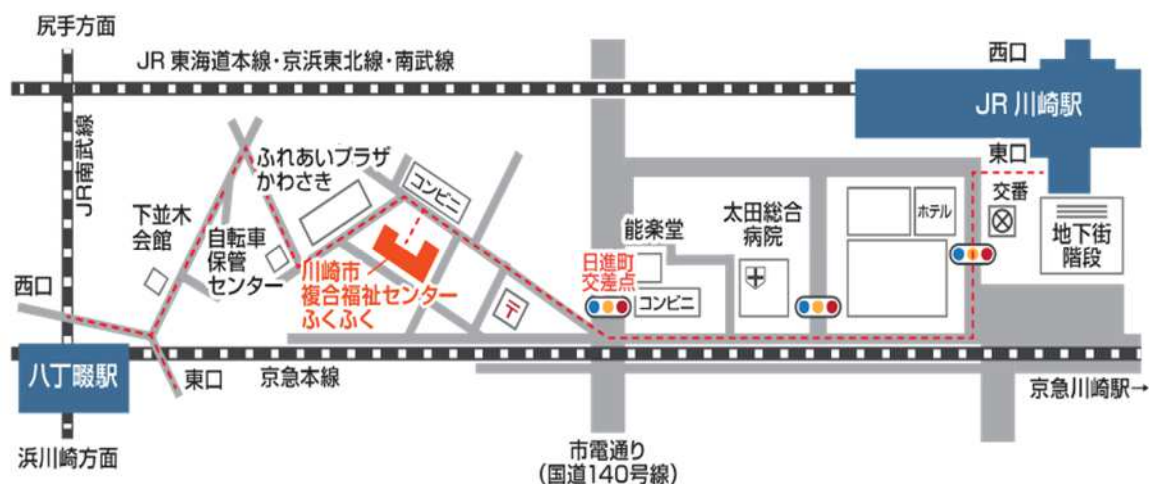 尻手方面
JR 東海道本線・京浜東北線・南武線
西口
JR 川崎駅
東口
JR南武線
ふれあいプラザ
かわさき
コンビニ
交番
ホテル
地下街
階段
下並木
会館
自転車
保管
センター
太田総合
病院
能楽堂
日進町
交差点
コンビニ
川崎市
複合福祉センター
ふくふく
〒
西口
八丁畷駅
東口
京急本線
京急川崎駅→
浜川崎方面
市電通り
(国道140号線)